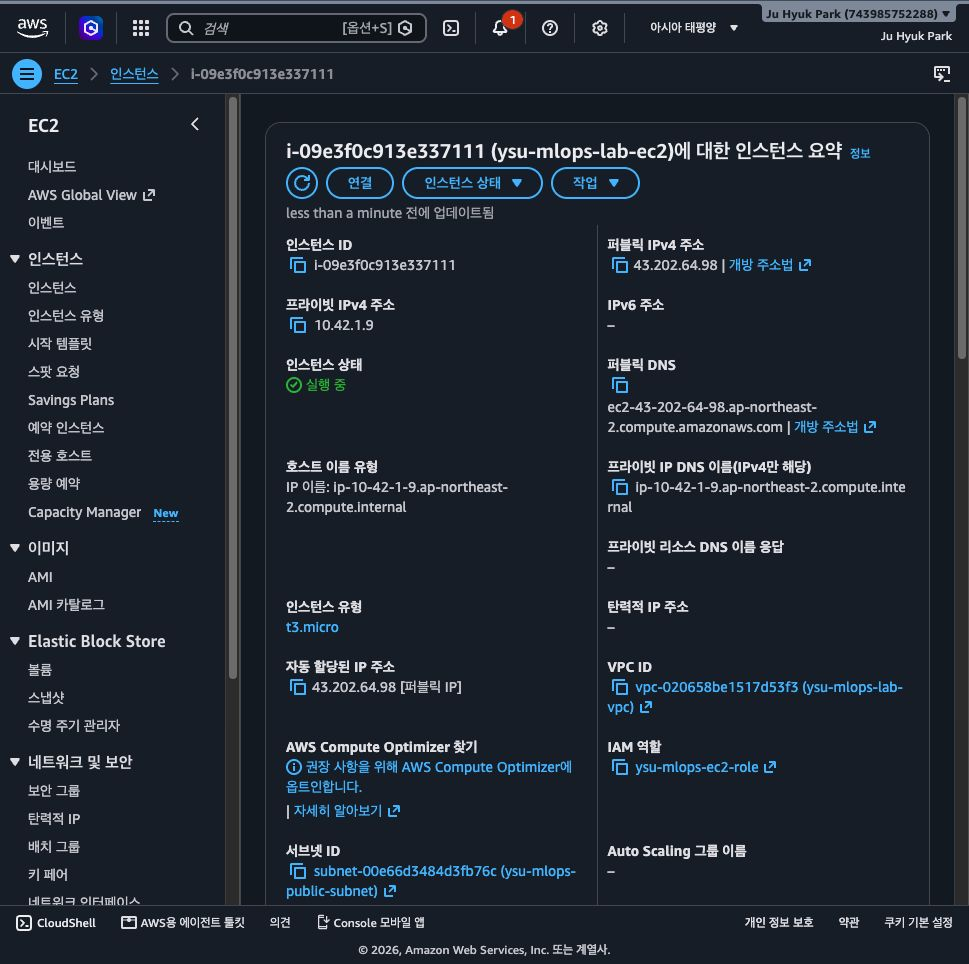 aws
검색
[옵션+S]
1
아시아 태평양
Ju Hyuk Park (743985752288)
Ju Hyuk Park
EC2
인스턴스
i-09e3f0c913e337111
EC2
대시보드
AWS Global View
이벤트
인스턴스
인스턴스
인스턴스 유형
시작 템플릿
스팟 요청
Savings Plans
예약 인스턴스
전용 호스트
용량 예약
Capacity Manager New
이미지
AMI
AMI 카탈로그
Elastic Block Store
볼륨
스냅샷
수명 주기 관리자
네트워크 및 보안
보안 그룹
탄력적 IP
배치 그룹
키 페어
네트워크 인터페이스
i-09e3f0c913e337111 (ysu-mlops-lab-ec2)에 대한 인스턴스 요약 정보
연결
인스턴스 상태
작업
less than a minute 전에 업데이트됨
인스턴스 ID
i-09e3f0c913e337111
퍼블릭 IPv4 주소
43.202.64.98 | 개방 주소법
프라이빗 IPv4 주소
10.42.1.9
IPv6 주소
–
인스턴스 상태
실행 중
퍼블릭 DNS
ec2-43-202-64-98.ap-northeast-
2.compute.amazonaws.com | 개방 주소법
호스트 이름 유형
IP 이름: ip-10-42-1-9.ap-northeast-
2.compute.internal
프라이빗 IP DNS 이름(IPv4만 해당)
ip-10-42-1-9.ap-northeast-2.compute.inte
rnal
프라이빗 리소스 DNS 이름 응답
–
인스턴스 유형
t3.micro
탄력적 IP 주소
–
자동 할당된 IP 주소
43.202.64.98 [퍼블릭 IP]
VPC ID
vpc-020658be1517d53f3 (ysu-mlops-lab-
vpc)
AWS Compute Optimizer 찾기
권장 사항을 위해 AWS Compute Optimizer에
옵트인합니다.
| 자세히 알아보기
IAM 역할
ysu-mlops-ec2-role
서브넷 ID
subnet-00e66d3484d3fb76c (ysu-mlops-
public-subnet)
Auto Scaling 그룹 이름
–
CloudShell
AWS용 에이전트 툴킷
의견
Console 모바일 앱
개인 정보 보호
약관
쿠키 기본 설정
© 2026, Amazon Web Services, Inc. 또는 계열사.